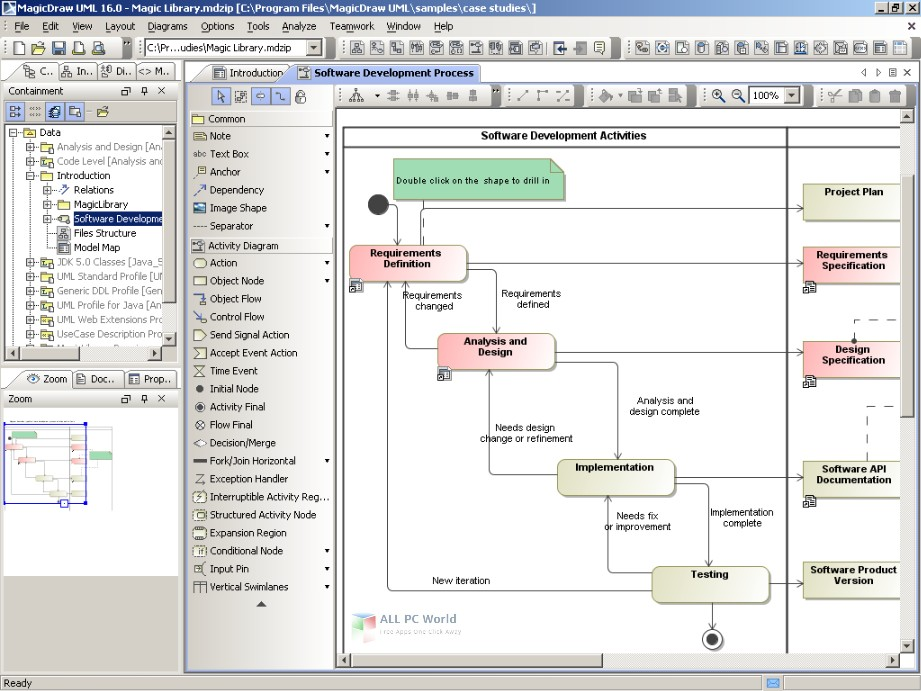 MagicDraw UML 16.0 - Magic Library.mdzip [C:\Program Files\MagicDraw UML\samples\case studies\]
File Edit View Layout Diagrams Options Tools Analyze Teamwork Window Help
C:\Pr...udies\Magic Library.mdzip
C.. In.. Di.. <> M..
Introduction
Software Development Process
Containment
100%
Data
Analysis and Design [An
Code Level [Analysis and
Introduction
Relations
MagicLibrary
Software Developme
Files Structure
Model Map
JDK 5.0 Classes [Java_5
UML Standard Profile [UM
Generic DDL Profile [Gen
UML Profile for Java [An
UML Web Extensions Pro
UseCase Description Pro
Zoom Doc... Prop..
Zoom
Common
Note
abc Text Box
Anchor
Dependency
Image Shape
Separator
Activity Diagram
Action
Object Node
Object Flow
Control Flow
Send Signal Action
Accept Event Action
Time Event
Initial Node
Activity Final
Flow Final
Decision/Merge
Fork/Join Horizontal
Exception Handler
Interruptible Activity Reg...
Structured Activity Node
Expansion Region
if Conditional Node
Input Pin
Vertical Swimlanes
Software Development Activities
Double click on the shape to drill in
Project Plan
Requirements
Definition
Requirements
Specification
Requirements
changed
Requirements
defined
Analysis and
Design
Design
Specification
Analysis and
design complete
Needs design
change or refinement
Implementation
Software API
Documentation
Needs fix
or improvement
Implementation
complete
Testing
Software Product
Version
New iteration
ALL PC World
Free Apps One Click Away
Ready